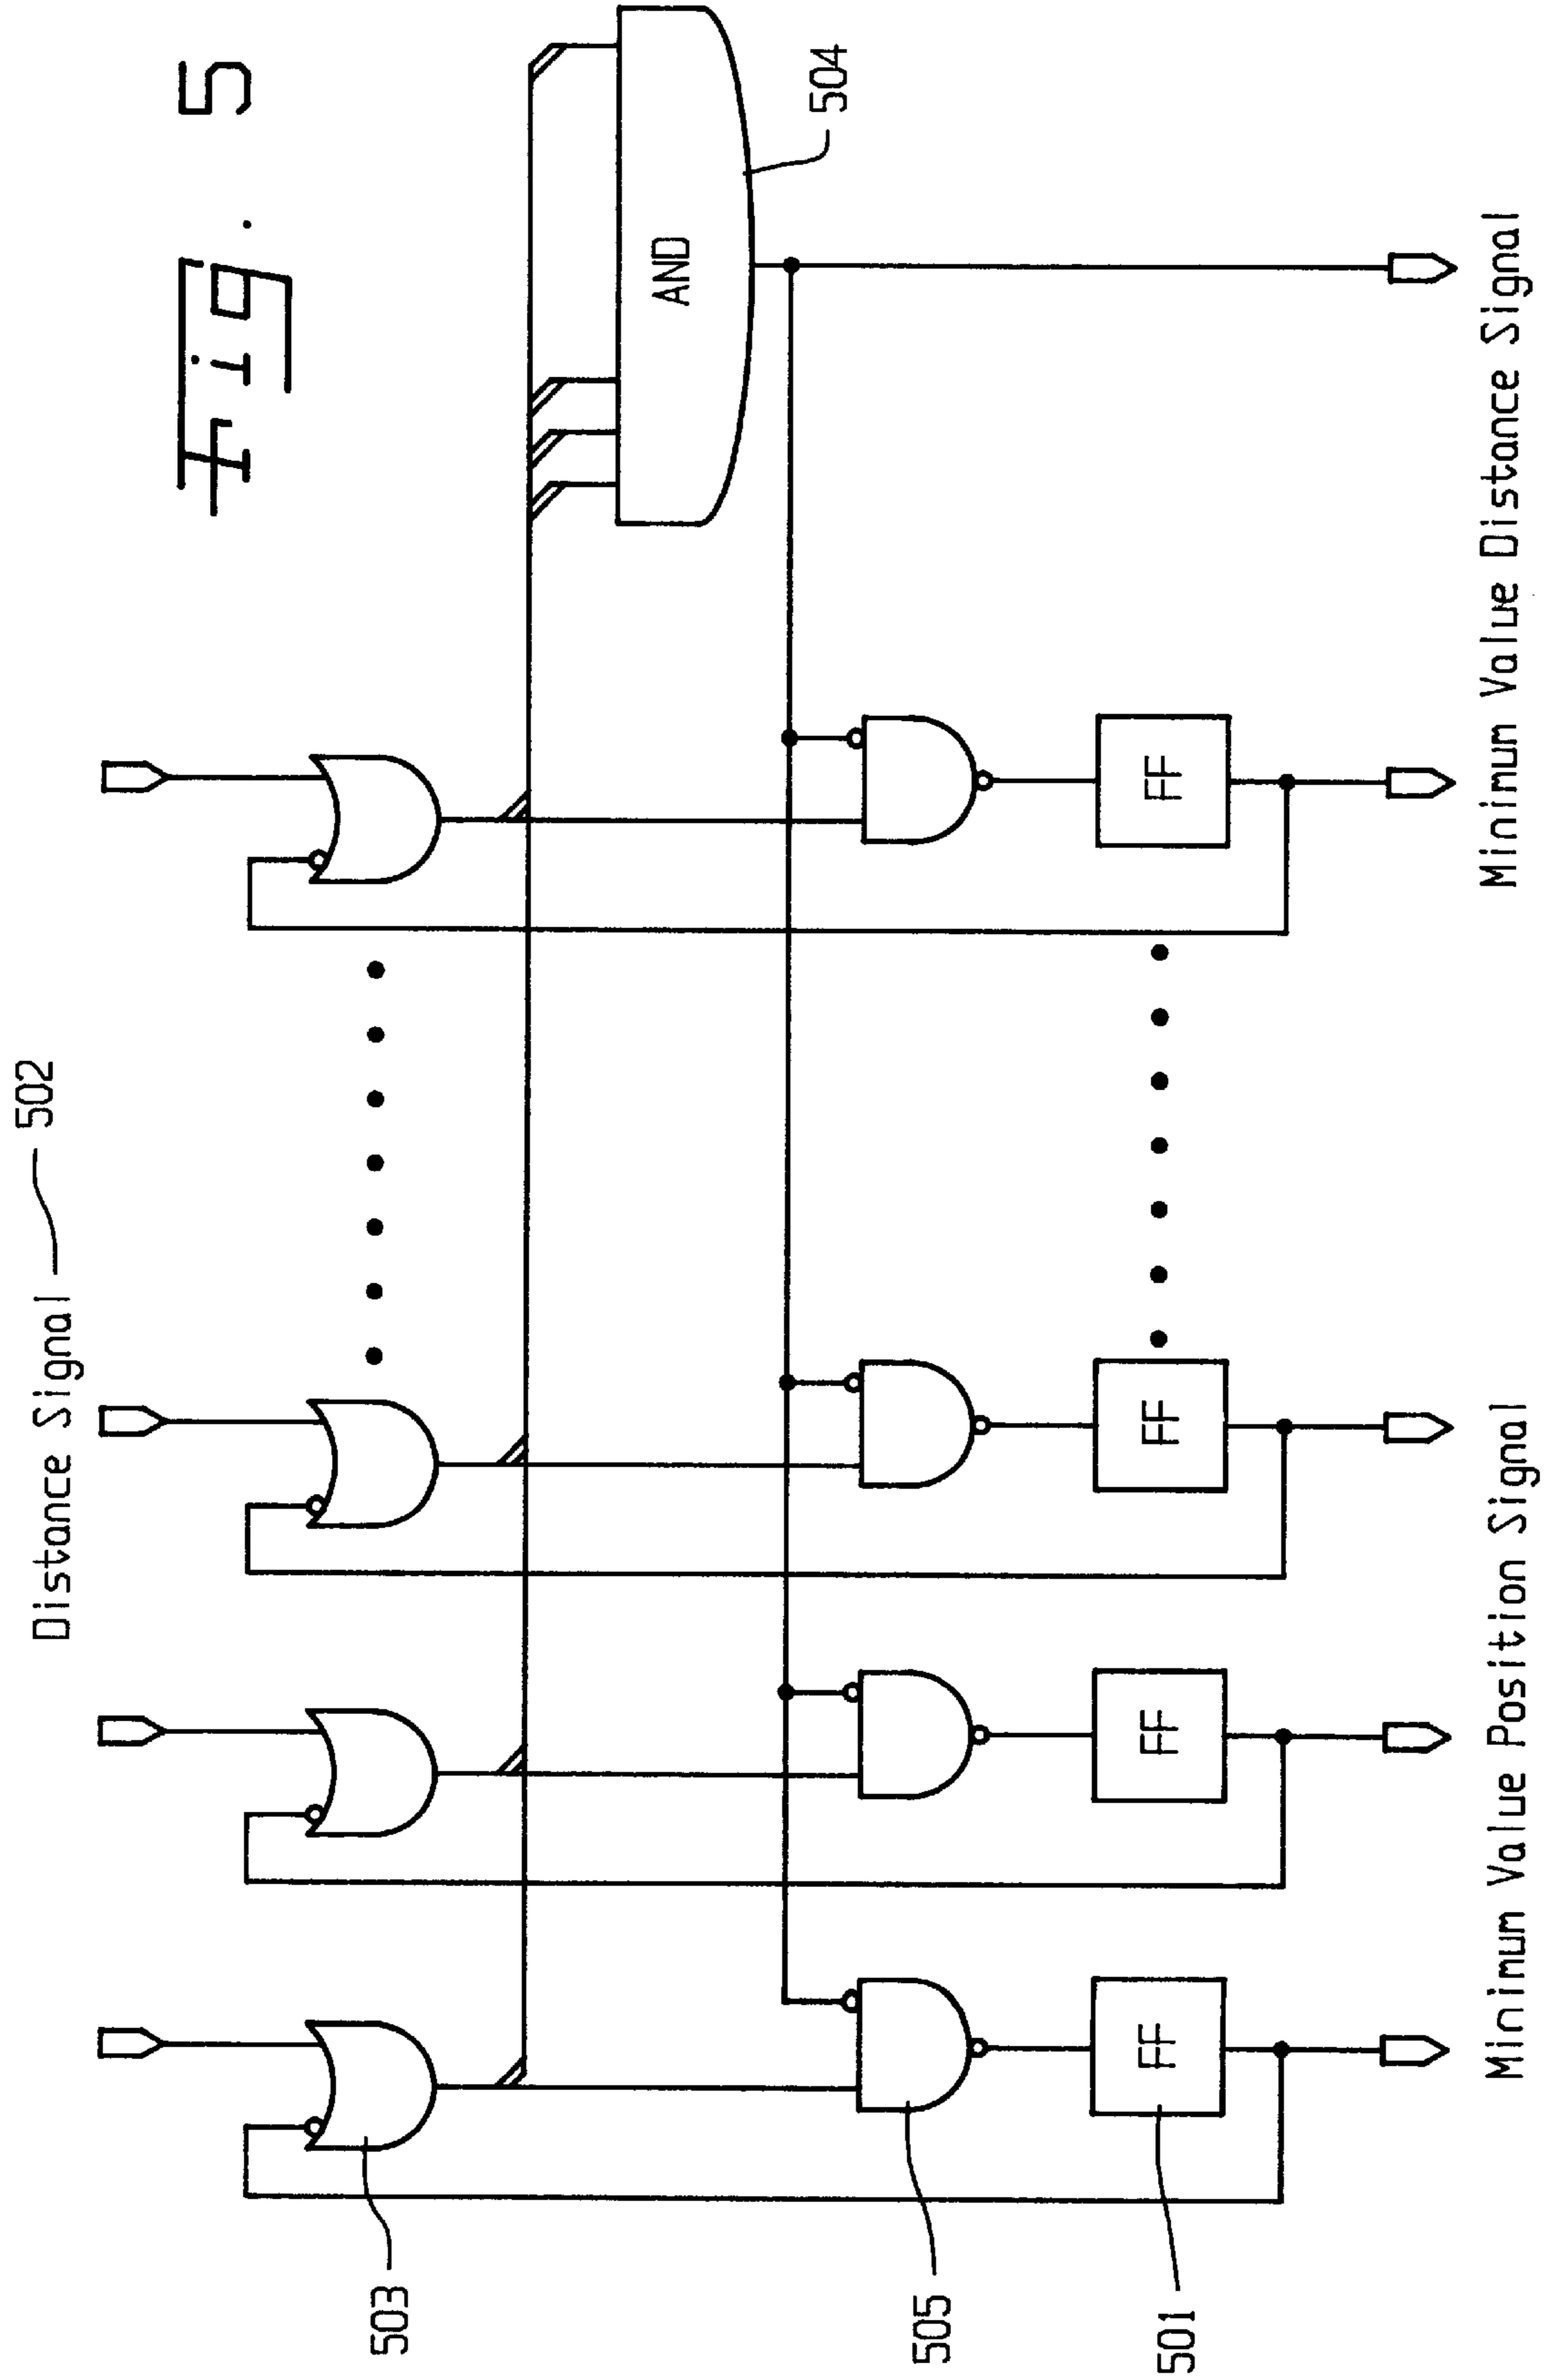 Fig. 5
Distance Signal
502
503
AND
504
505
FF
FF
FF
FF
501
Minimum Value Position Signal
Minimum Value Distance Signal